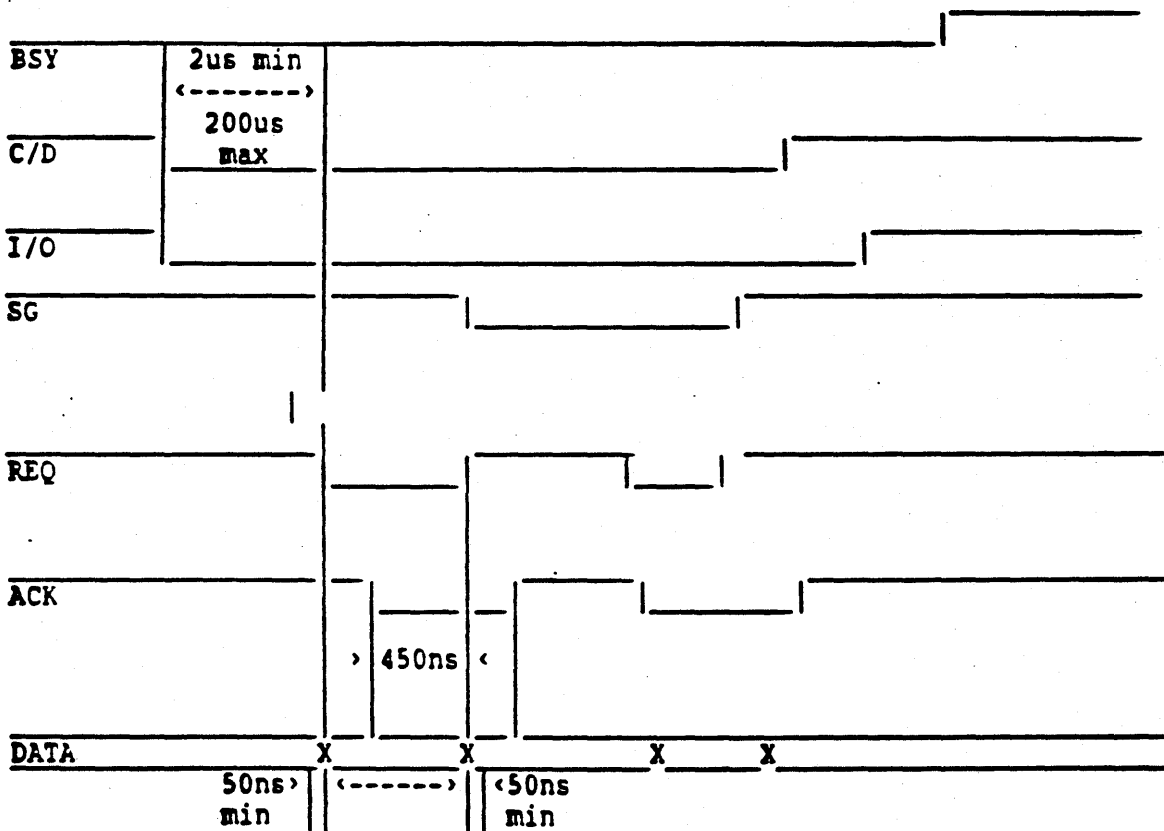 BSY
2us min
<------->
200us
max
C/D
I/O
SG
REQ
ACK
> 450ns <
DATA
X X X X
50ns> <------> <50ns
min min